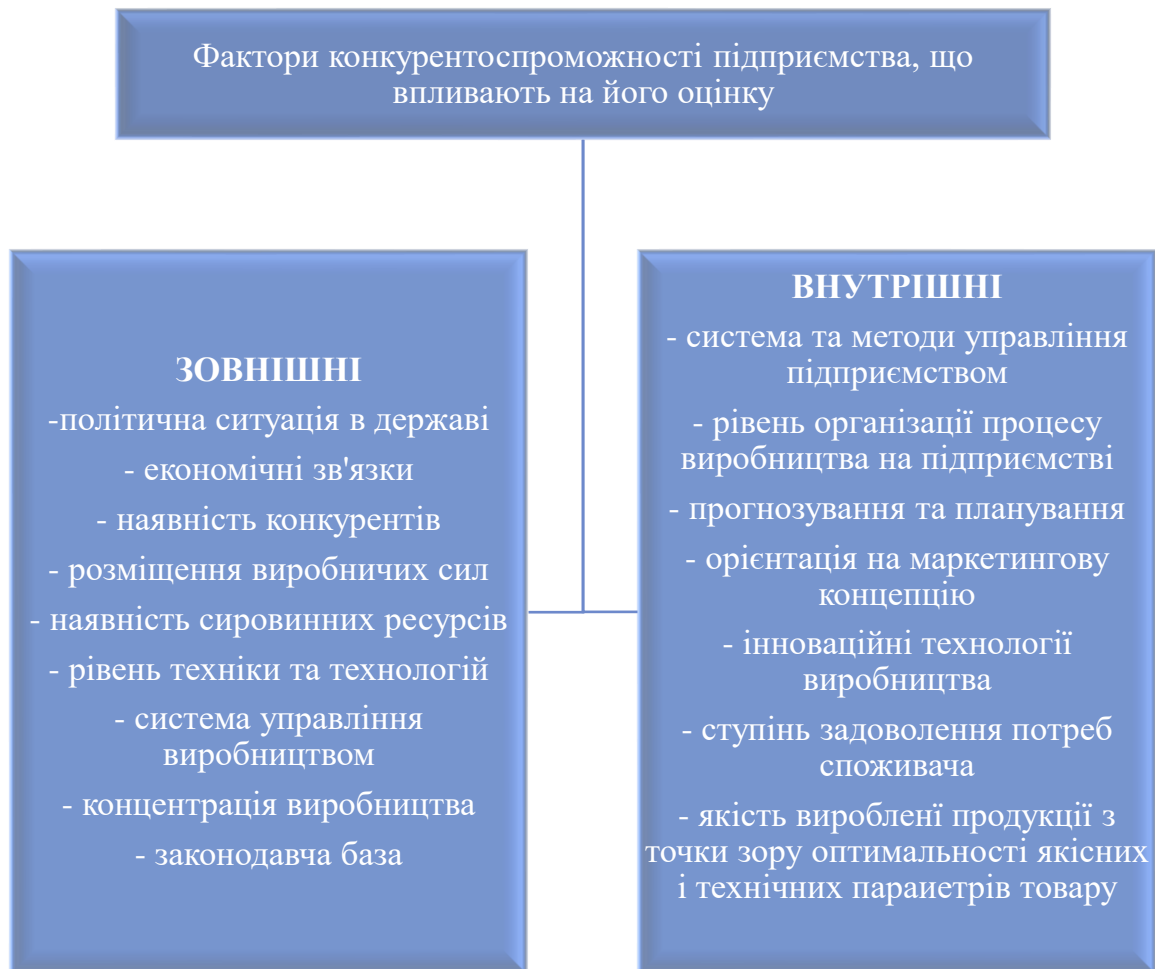 Фактори конкурентоспроможності підприємства, що
впливають на його оцінку
ЗОВНІШНІ
-політична ситуація в державі
- економічні зв'язки
- наявність конкурентів
- розміщення виробничих сил
- наявність сировинних ресурсів
- рівень техніки та технологій
- система управління
виробництвом
- концентрація виробництва
- законодавча база
ВНУТРІШНІ
- система та методи управління
підприємством
- рівень організації процесу
виробництва на підприємстві
- прогнозування та планування
- орієнтація на маркетингову
концепцію
- інноваційні технології
виробництва
- ступінь задоволення потреб
споживача
- якість вироблені продукції з
точки зору оптимальності якісних
і технічних параиетрів товару